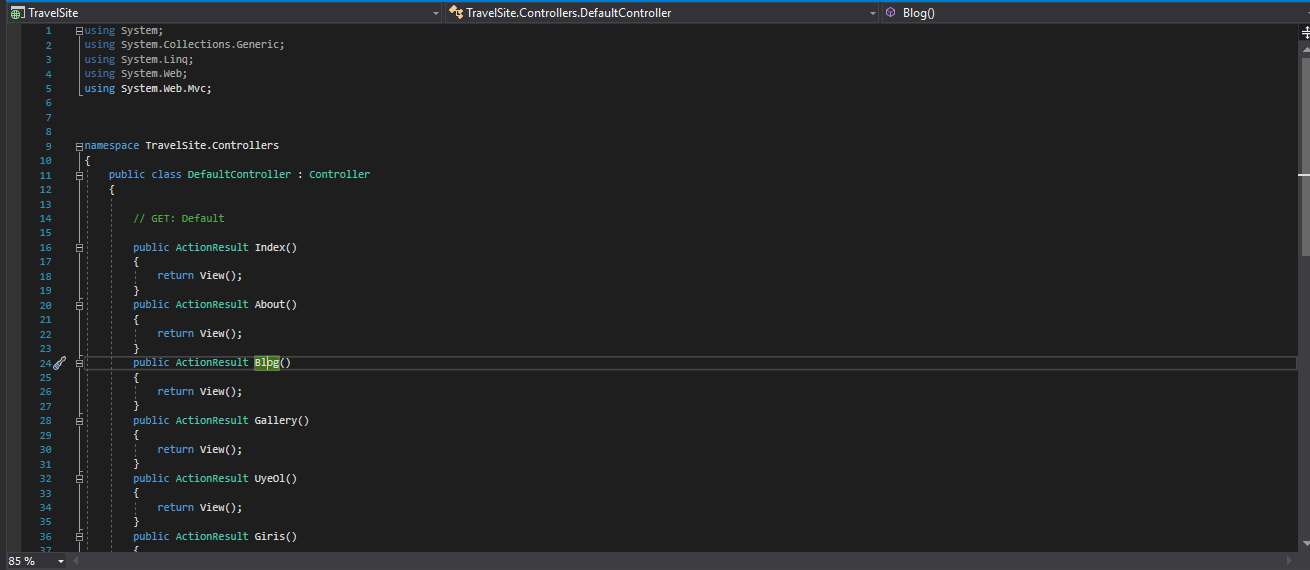 TravelSite TravelSite.Controllers.DefaultController Blog()
1 using System;
2 using System.Collections.Generic;
3 using System.Linq;
4 using System.Web;
5 using System.Web.Mvc;
6
7
8
9 namespace TravelSite.Controllers
10 {
11 public class DefaultController : Controller
12 {
13
14 // GET: Default
15
16 public ActionResult Index()
17 {
18 return View();
19 }
20 public ActionResult About()
21 {
22 return View();
23 }
24 public ActionResult Blog()
25 {
26 return View();
27 }
28 public ActionResult Gallery()
29 {
30 return View();
31 }
32 public ActionResult UyeOl()
33 {
34 return View();
35 }
36 public ActionResult Giris()
37 {
85 %